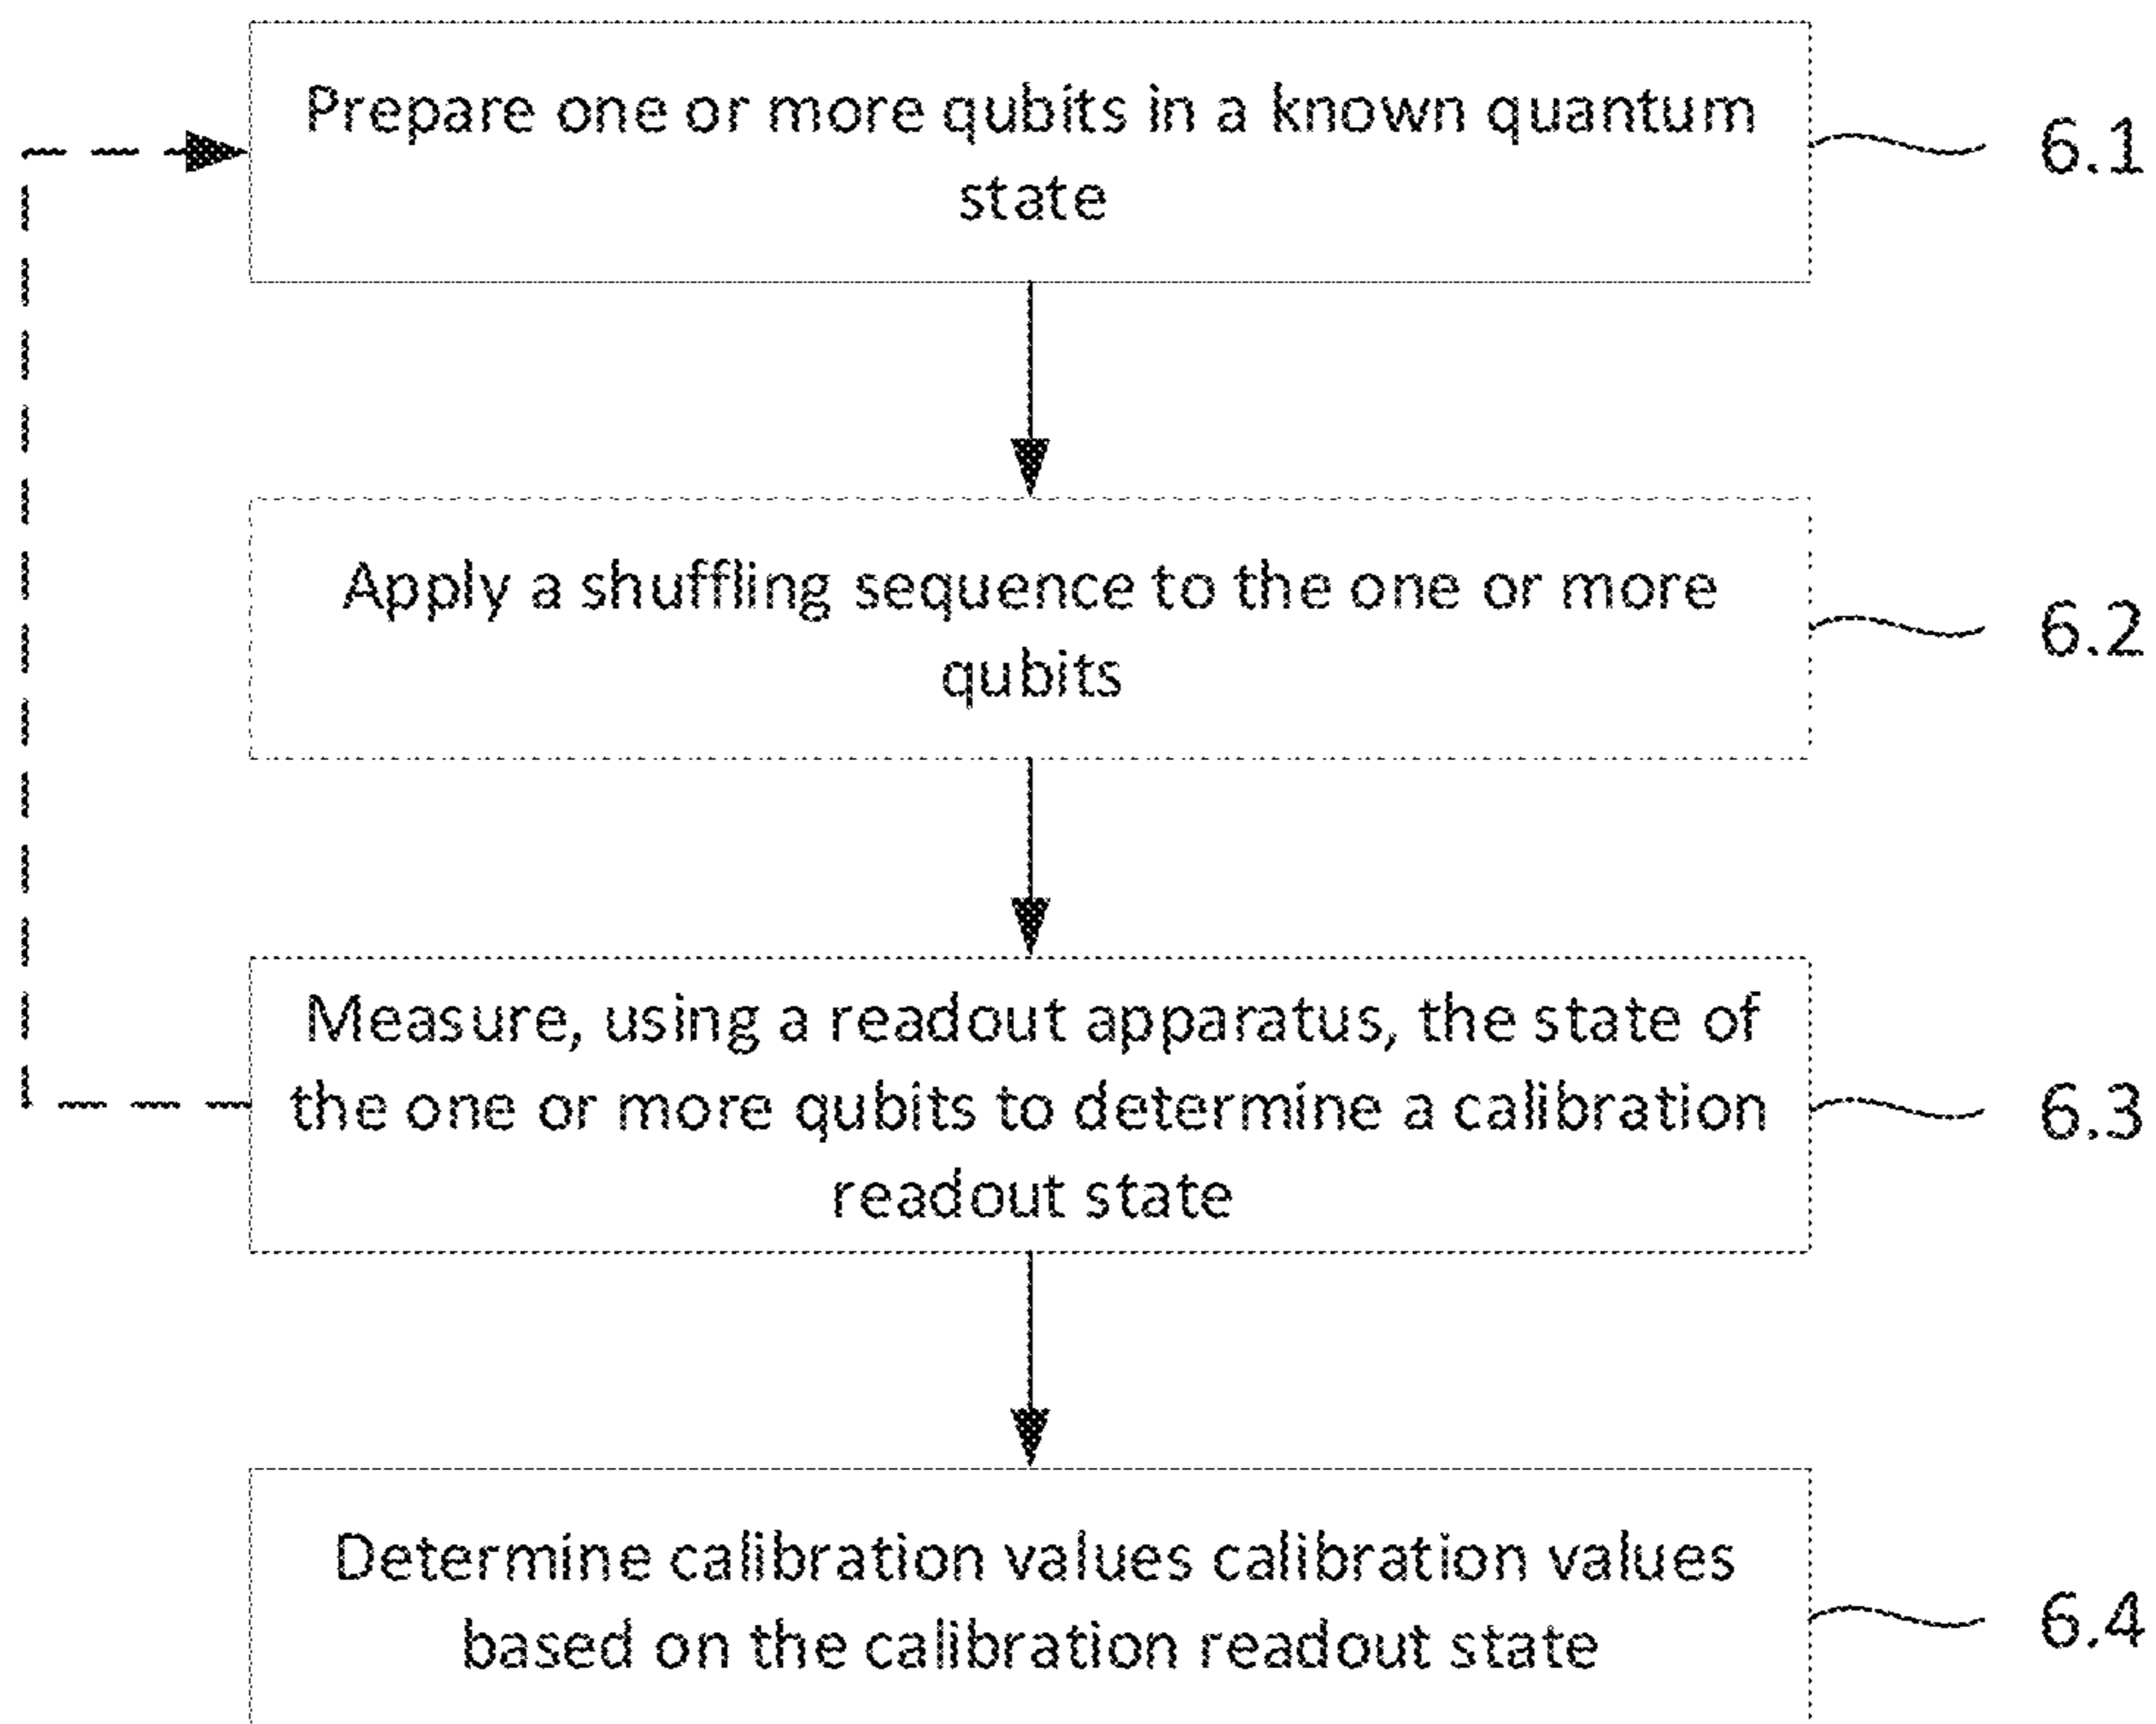 Prepare one or more qubits in a known quantum
state
6.1
Apply a shuffling sequence to the one or more
qubits
6.2
Measure, using a readout apparatus, the state of
the one or more qubits to determine a calibration
readout state
6.3
Determine calibration values calibration values
based on the calibration readout state
6.4